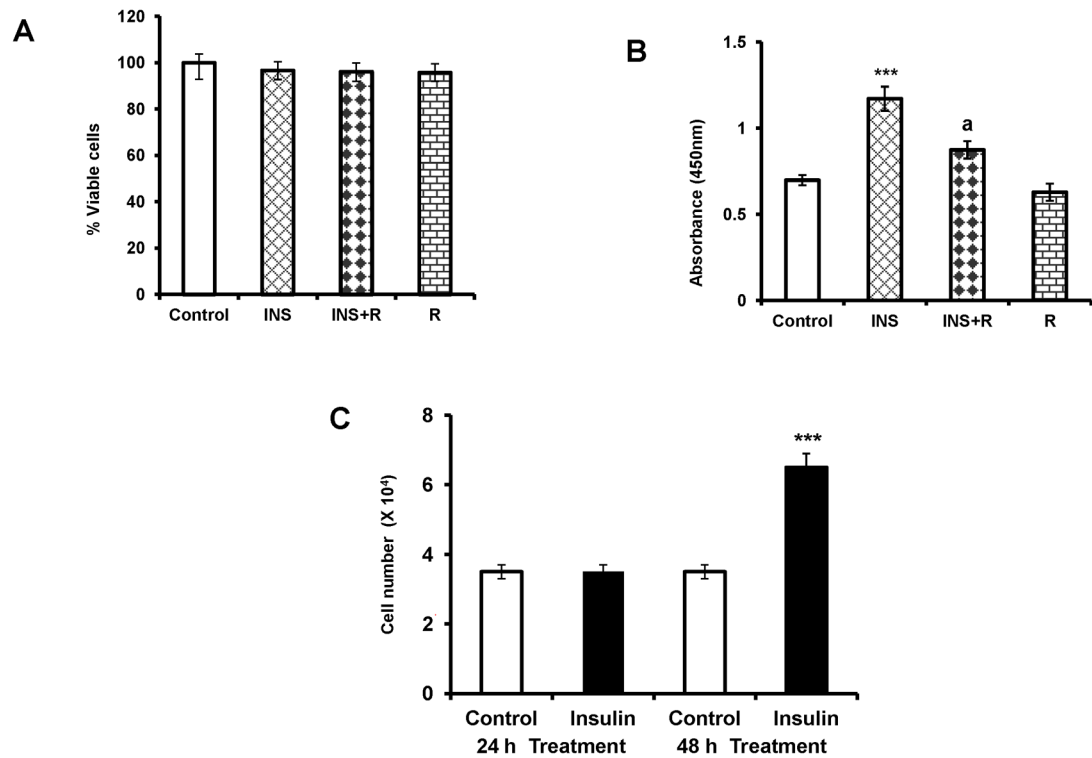 A
% Viable cells
120
100
80
60
40
20
0
Control INS INS+R R
B
Absorbance (450nm)
1.5
1
0.5
0
***
a
Control INS INS+R R
C
Cell number (X 10⁴)
8
6
4
2
0
***
Control Insulin Control Insulin
24 h Treatment 48 h Treatment